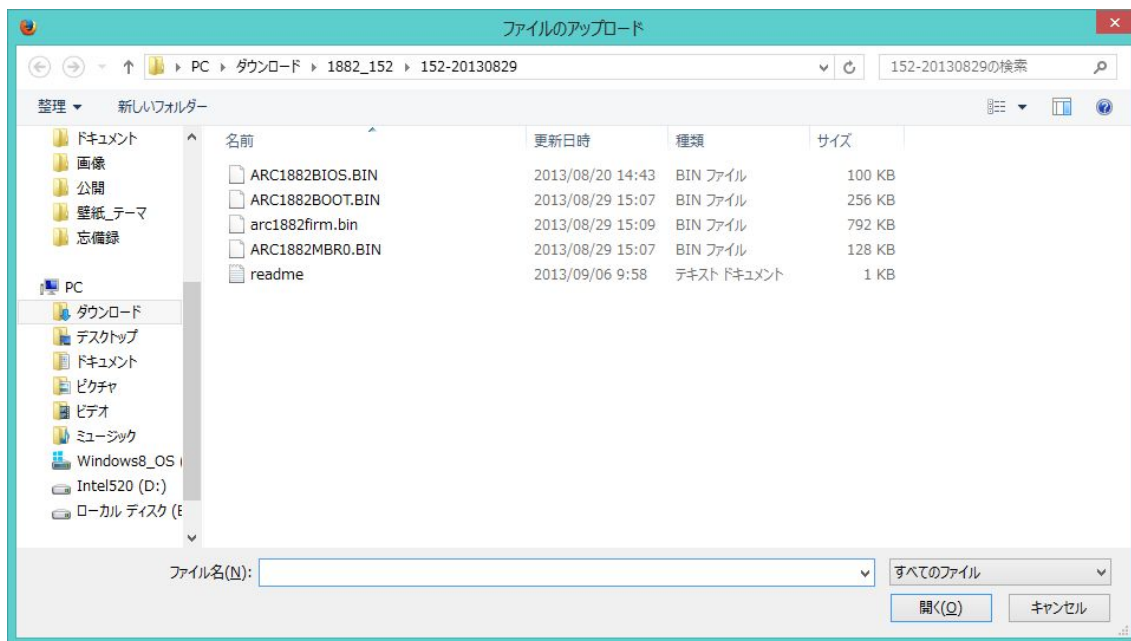 ファイルのアップロード
PC ▸ ダウンロード ▸ 1882_152 ▸ 152-20130829
152-20130829の検索
整理 新しいフォルダー
ドキュメント
画像
公開
壁紙_テーマ
忘備録
PC
ダウンロード
デスクトップ
ドキュメント
ピクチャ
ビデオ
ミュージック
Windows8_OS (
Intel520 (D:)
ローカル ディスク (E
名前 更新日時 種類 サイズ
ARC1882BIOS.BIN 2013/08/20 14:43 BIN ファイル 100 KB
ARC1882BOOT.BIN 2013/08/29 15:07 BIN ファイル 256 KB
arc1882firm.bin 2013/08/29 15:09 BIN ファイル 792 KB
ARC1882MBR0.BIN 2013/08/29 15:07 BIN ファイル 128 KB
readme 2013/09/06 9:58 テキスト ドキュメント 1 KB
ファイル名(N):
すべてのファイル
開く(O) キャンセル